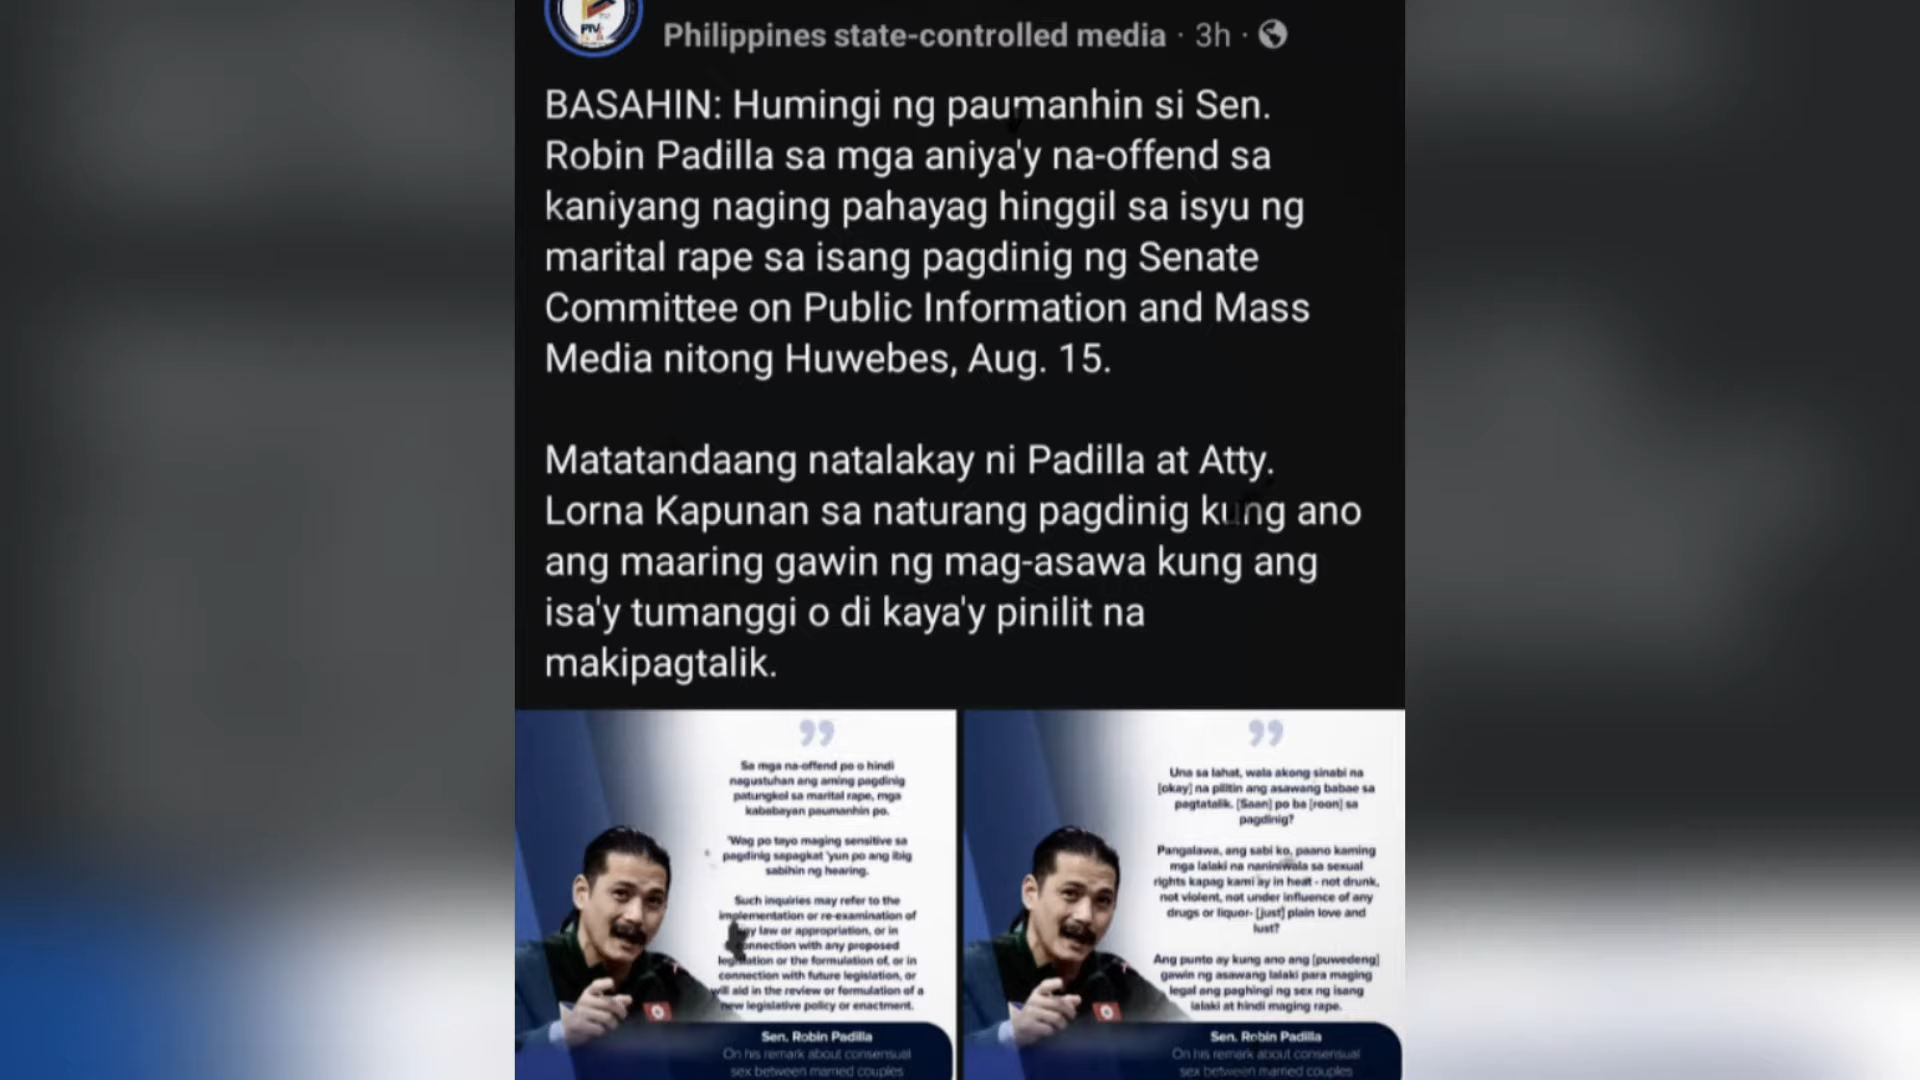 PTV
Philippines state-controlled media · 3h ·
BASAHIN: Humingi ng paumanhin si Sen.
Robin Padilla sa mga aniya'y na-offend sa
kaniyang naging pahayag hinggil sa isyu ng
marital rape sa isang pagdinig ng Senate
Committee on Public Information and Mass
Media nitong Huwebes, Aug. 15.
Matatandaang natalakay ni Padilla at Atty.
Lorna Kapunan sa naturang pagdinig kung ano
ang maaring gawin ng mag-asawa kung ang
isa'y tumanggi o di kaya'y pinilit na
makipagtalik.
Sa mga na-offend po o hindi
nagustuhan ang aming pagdinig
patungkol sa marital rape, mga
kababayan paumanhin po.
'Wag po tayo maging sensitive sa
pagdinig sapagkat 'yun po ang ibig
sabihin ng hearing.
Such inquiries may refer to the
implementation or re-examination of
any law or appropriation, or in
connection with any proposed
legislation or the formulation of, or in
connection with future legislation, or
will aid in the review or formulation of a
new legislative policy or enactment.
Sen. Robin Padilla
On his remark about consensual
sex between married couples
Una sa lahat, wala akong sinabi na
[okay] na pilitin ang asawang babae sa
pagtatalik. [Saan] po ba [roon] sa
pagdinig?
Pangalawa, ang sabi ko, paano kaming
mga lalaki na naniniwala sa sexual
rights kapag kami ay in heat - not drunk,
not violent, not under influence of any
drugs or liquor- [just] plain love and
lust?
Ang punto ay kung ano ang [puwedeng]
gawin ng asawang lalaki para maging
legal ang paghingi ng sex ng isang
lalaki at hindi maging rape.
Sen. Robin Padilla
On his remark about consensual
sex between married couples